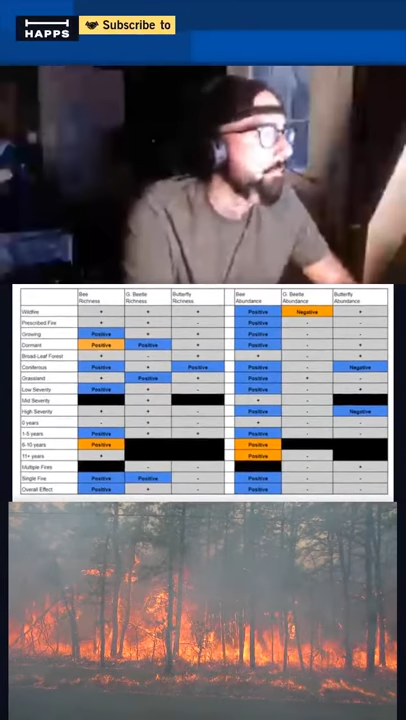 HAPPS
Subscribe to
Bee Richness G. Beetle Richness Butterfly Richness Bee Abundance G. Beetle Abundance Butterfly Abundance
Wildfire + + + Positive Negative +
Prescribed Fire + + - Positive - -
Growing Positive + - Positive - -
Dormant Positive Positive + Positive - +
Broad Leaf Forest + - + + - +
Coniferous Positive + Positive Positive - Negative
Grassland + Positive + Positive + -
Low Severity Positive + - Positive - +
Mid Severity + - + -
High Severity + + - Positive - Negative
0 years - + - + - -
1-5 years Positive + + Positive - -
6-10 years Positive Positive
11+ years + Positive -
Multiple Fires - - - +
Single Fire Positive Positive - Positive - -
Overall Effect Positive + - Positive - -